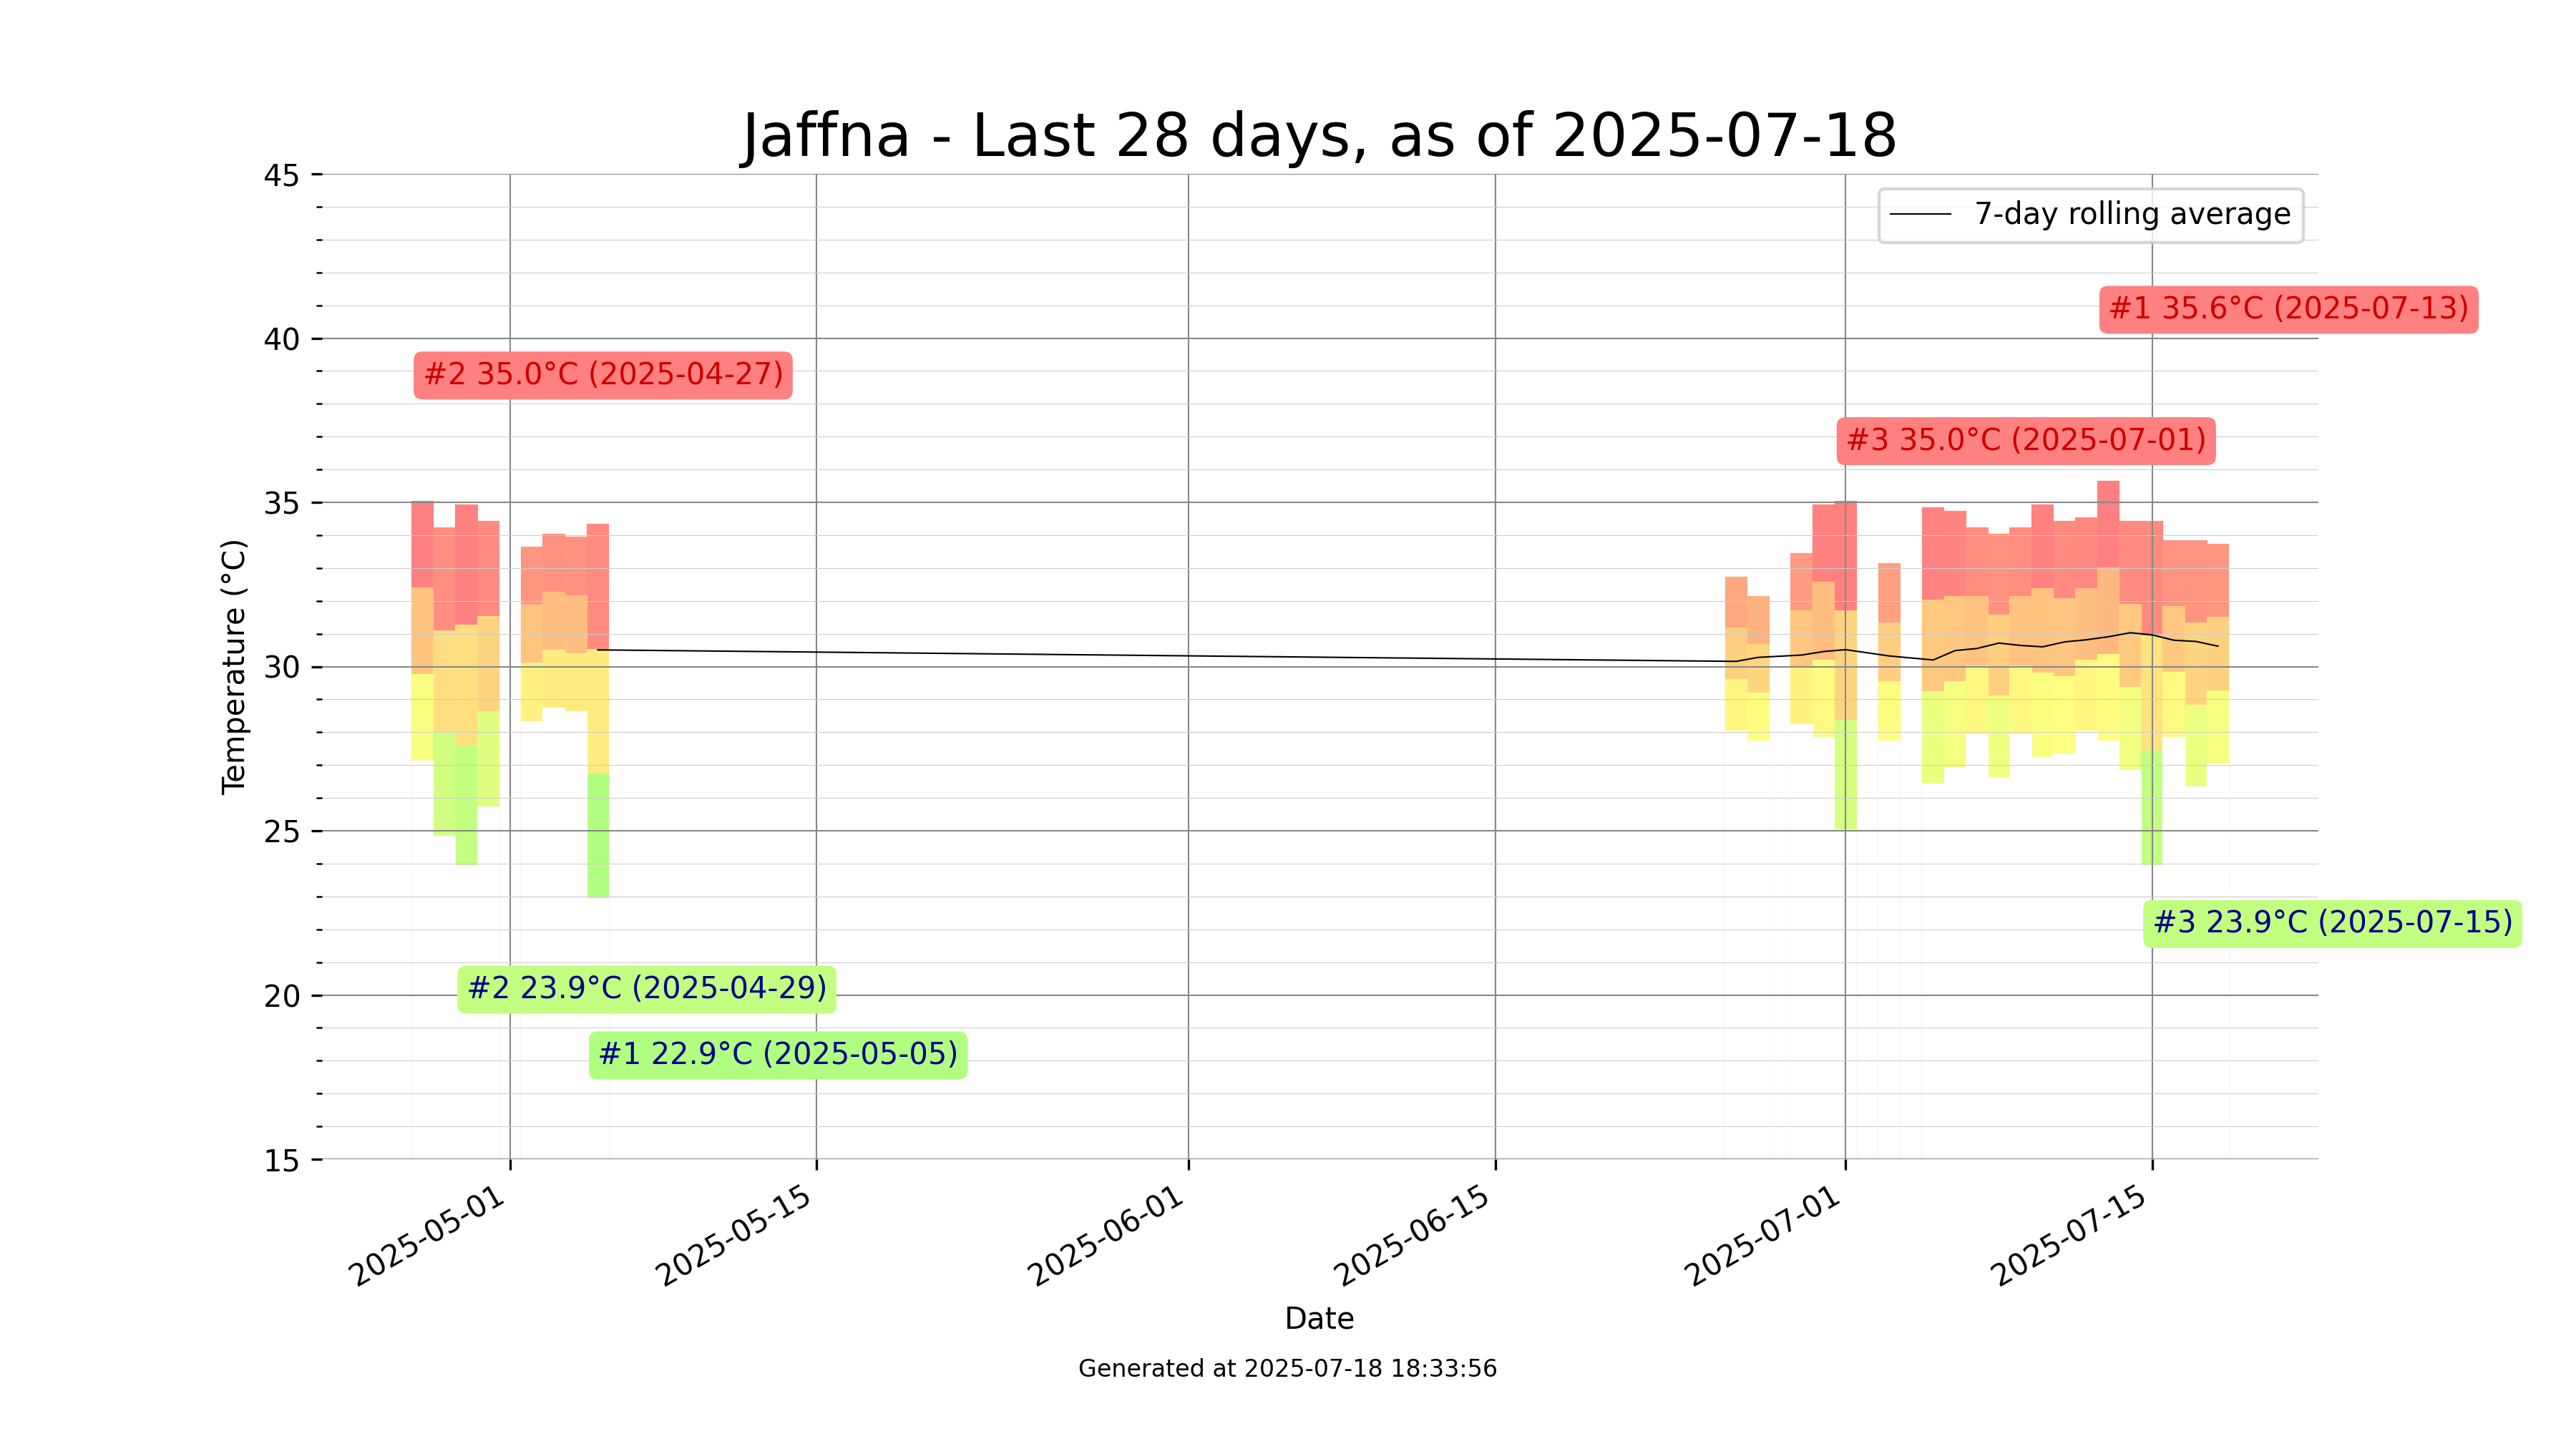 Jaffna - Last 28 days, as of 2025-07-18
45
40
35
30
25
20
15
Temperature (°C)
7-day rolling average
#1 35.6°C (2025-07-13)
#2 35.0°C (2025-04-27)
#3 35.0°C (2025-07-01)
#3 23.9°C (2025-07-15)
#2 23.9°C (2025-04-29)
#1 22.9°C (2025-05-05)
2025-05-01
2025-05-15
2025-06-01
2025-06-15
2025-07-01
2025-07-15
Date
Generated at 2025-07-18 18:33:56